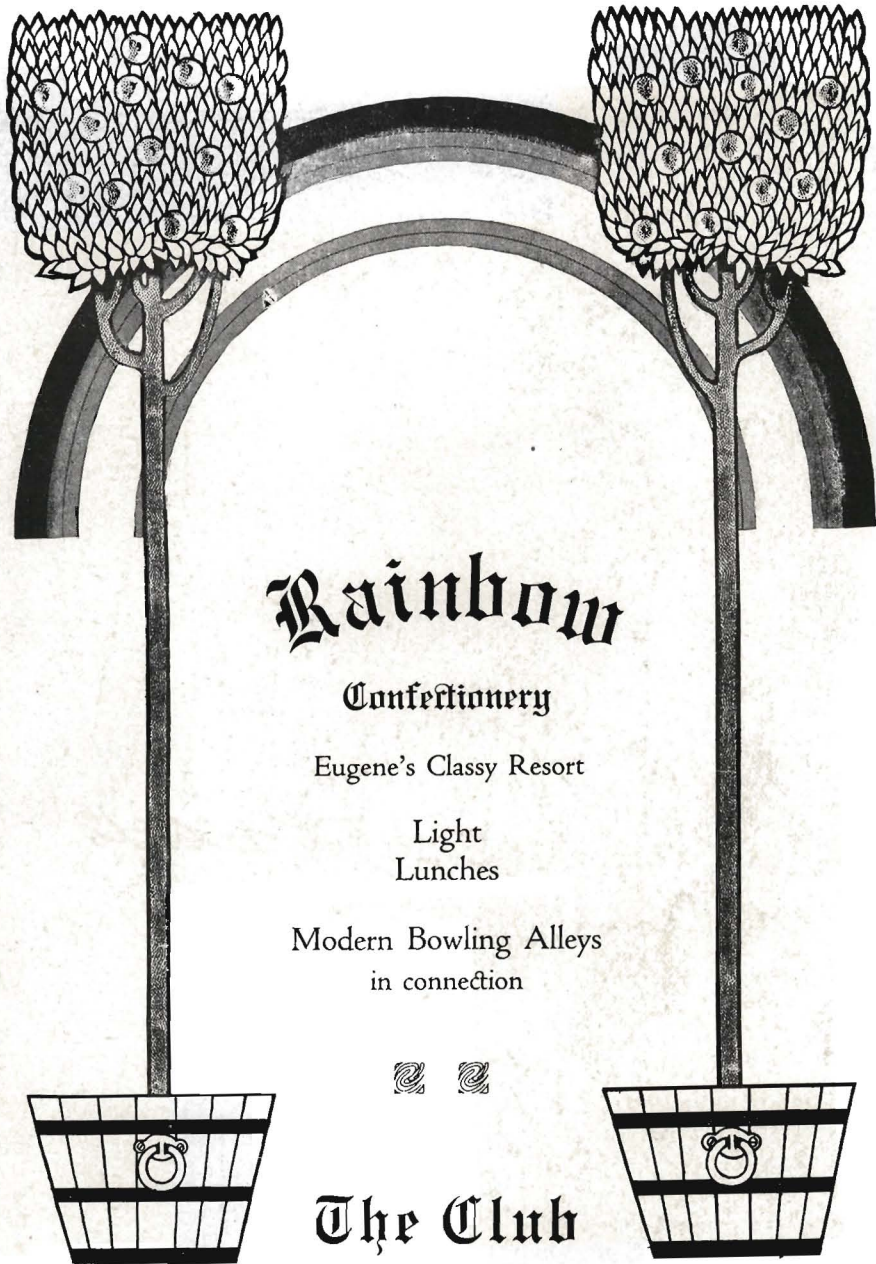 Rainbow
Confectionery
Eugene's Classy Resort
Light
Lunches
Modern Bowling Alleys
in connection
The Club